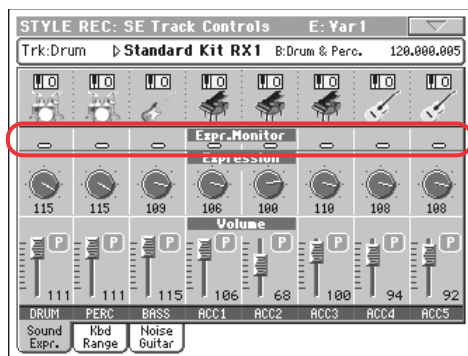 STYLE REC: SE Track Controls E: Var1
Trk:Drum Standard Kit RX1 B:Drum & Perc. 120.000.005
Expr.Monitor
Expression
115 115 109 106 100 110 108 108
Volume
P P P P P P P P
111 111 115 106 68 100 94 92
DRUM PERC BASS ACC1 ACC2 ACC3 ACC4 ACC5
Sound Expr. Kbd Range Noise Guitar